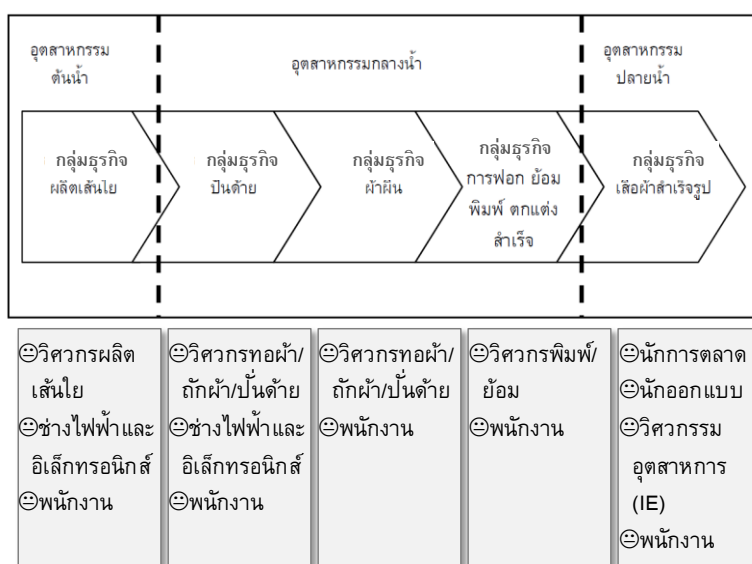 อุตสาหกรรม
ต้นน้ำ
อุตสาหกรรมกลางน้ำ
อุตสาหกรรม
ปลายน้ำ
กลุ่มธุรกิจ
ผลิตเส้นใย
กลุ่มธุรกิจ
ปั่นด้าย
กลุ่มธุรกิจ
ผ้าผืน
กลุ่มธุรกิจ
การฟอก ย้อม
พิมพ์ ตกแต่ง
สำเร็จ
กลุ่มธุรกิจ
เสื้อผ้าสำเร็จรูป
วิศวกรผลิต
เส้นใย
ช่างไฟฟ้าและ
อิเล็กทรอนิกส์
พนักงาน
วิศวกรทอผ้า/
ถักผ้า/ปั่นด้าย
ช่างไฟฟ้าและ
อิเล็กทรอนิกส์
พนักงาน
วิศวกรทอผ้า/
ถักผ้า/ปั่นด้าย
พนักงาน
วิศวกรพิมพ์/
ย้อม
พนักงาน
นักการตลาด
นักออกแบบ
วิศวกรรม
อุตสาหการ
(IE)
พนักงาน